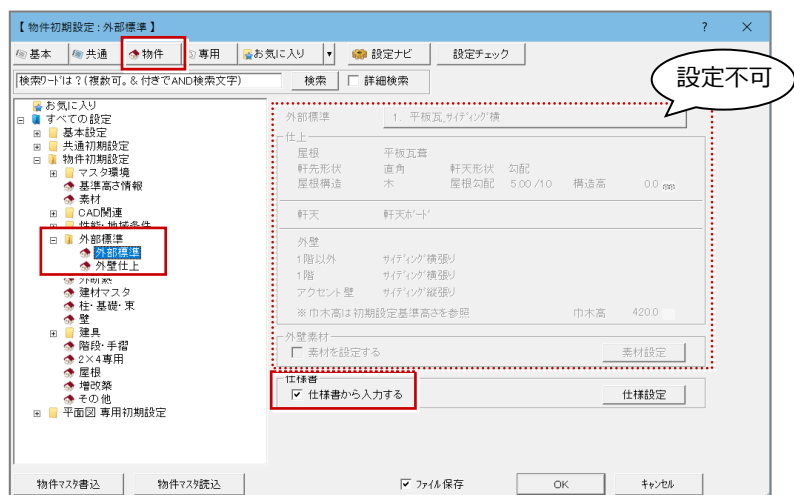 【 物件初期設定 : 外部標準 】
? ×
基本 共通 物件 専用 お気に入り ▼ 設定ナビ 設定チェック
検索ワードは?(複数可。& 付きでAND検索文字) 検索 詳細検索
設定不可
お気に入り
すべての設定
基本設定
共通初期設定
物件初期設定
マスタ環境
基準高さ情報
素材
CAD関連
性能・地域条件
外部標準
外部標準
外壁仕上
外断熱
建材マスタ
柱・基礎・束
壁
建具
階段・手摺
2×4専用
屋根
増改築
その他
平面図 専用初期設定
外部標準 1. 平板瓦,サイディング横
仕上
屋根 平板瓦葺
軒先形状 直角 軒天形状 勾配
屋根構造 木 屋根勾配 5.00 /10 構造高 0.0 mm
軒天 軒天ボード
外壁
1階以外 サイディング横張り
1階 サイディング横張り
アクセント壁 サイディング縦張り
※ 巾木高は初期設定基準高さを参照 巾木高 420.0
外壁素材
素材を設定する 素材設定
仕様書
仕様書から入力する 仕様設定
物件マスタ書込 物件マスタ読込 ファイル保存 OK キャンセル